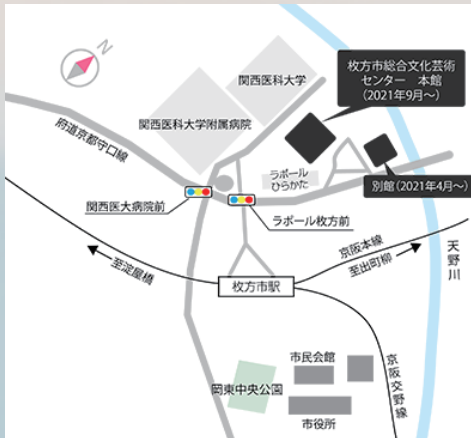 N
関西医科大学
関西医科大学附属病院
枚方市総合文化芸術
センター 本館
(2021年9月～)
府道京都守口線
ラポール
ひらかた
別館(2021年4月～)
関西医大病院前
ラポール枚方前
京阪本線
至出町柳
天野川
至淀屋橋
枚方市駅
市民会館
岡東中央公園
京阪交野線
市役所